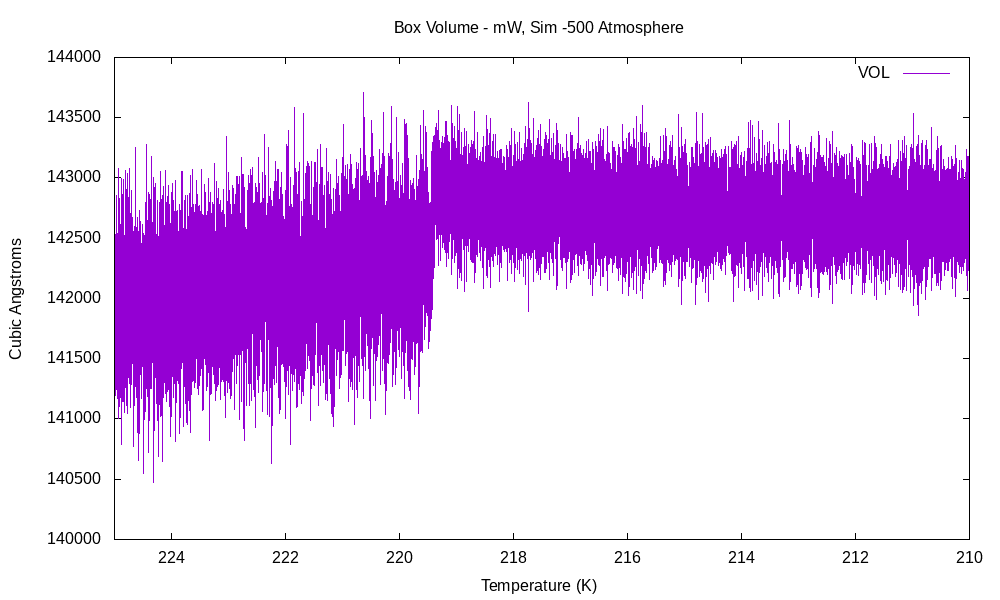 Box Volume - mW, Sim -500 Atmosphere
VOL
144000
143500
143000
142500
142000
141500
141000
140500
140000
Cubic Angstroms
224 222 220 218 216 214 212 210
Temperature (K)